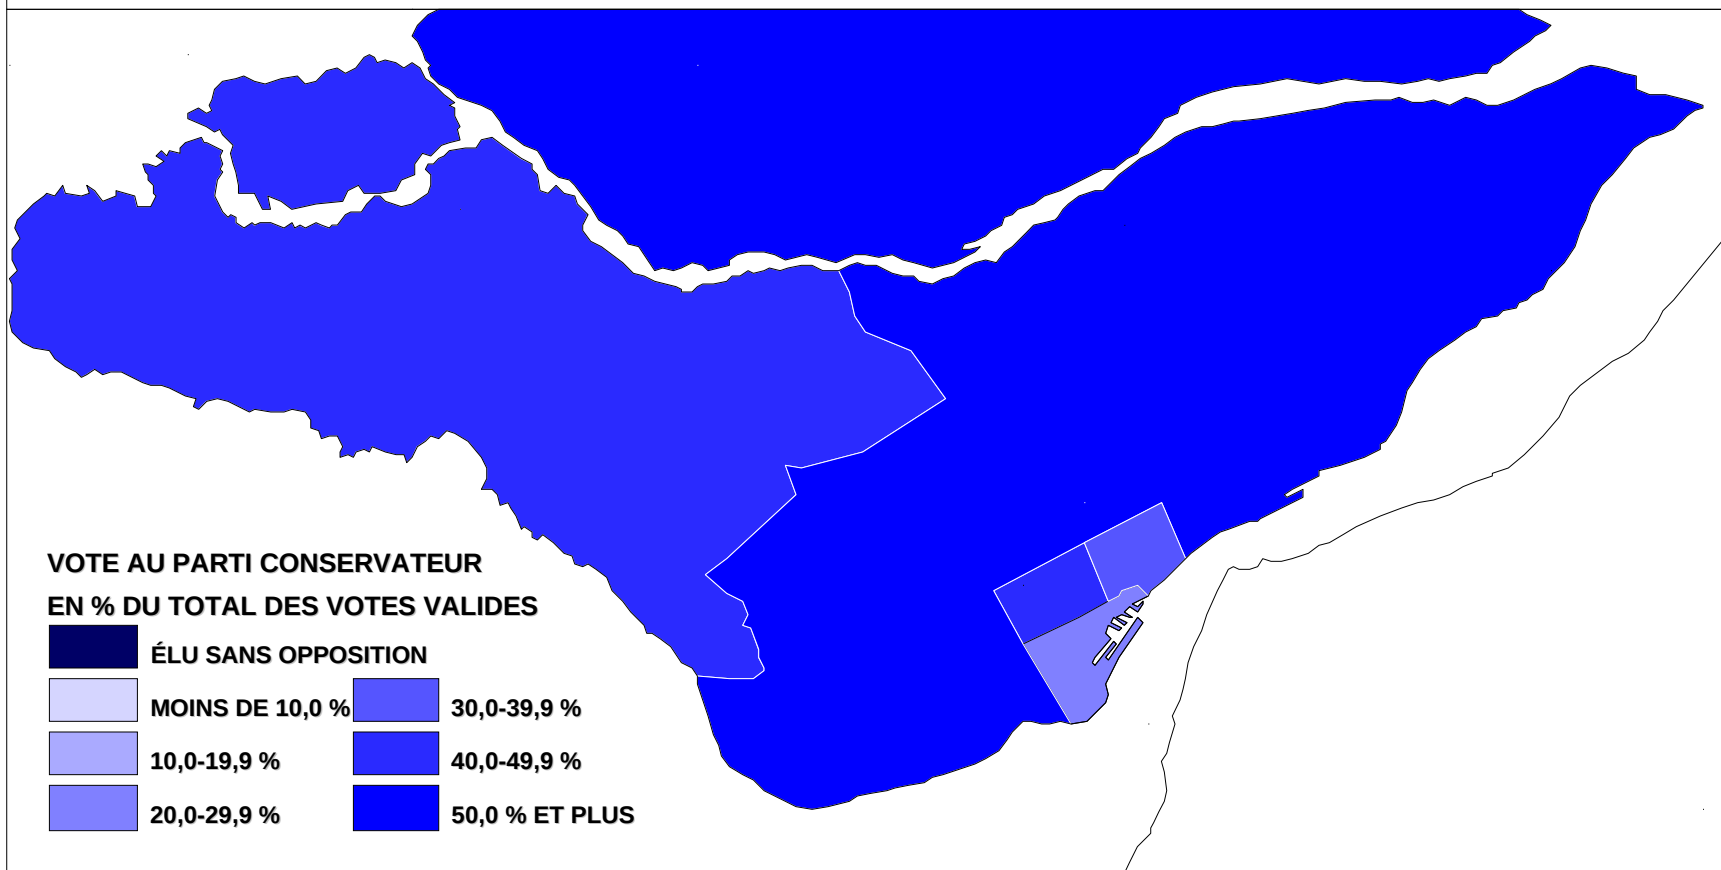 VOTE AU PARTI CONSERVATEUR
EN % DU TOTAL DES VOTES VALIDES
ÉLU SANS OPPOSITION
MOINS DE 10,0 %
30,0-39,9 %
10,0-19,9 %
40,0-49,9 %
20,0-29,9 %
50,0 % ET PLUS